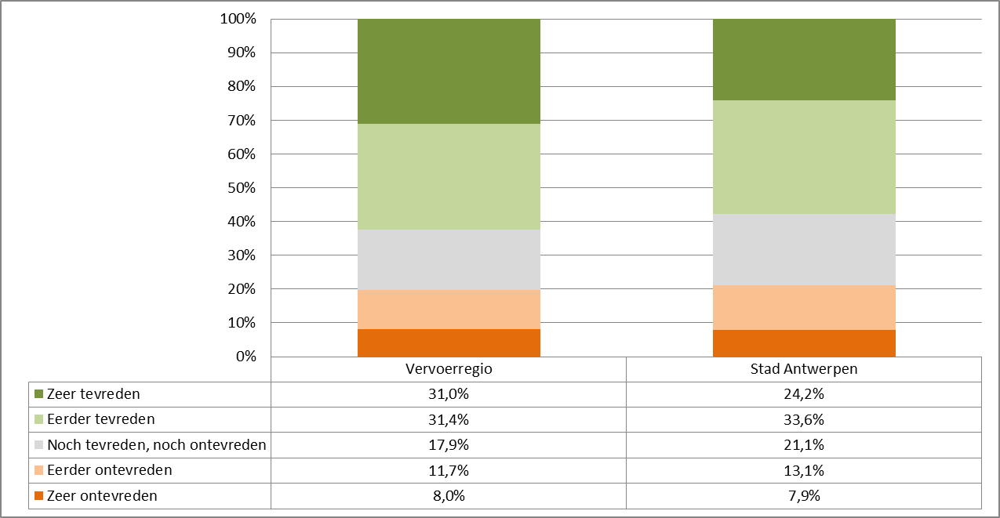 100%
90%
80%
70%
60%
50%
40%
30%
20%
10%
0%
Vervoerregio Stad Antwerpen
Zeer tevreden 31,0% 24,2%
Eerder tevreden 31,4% 33,6%
Noch tevreden, noch ontevreden 17,9% 21,1%
Eerder ontevreden 11,7% 13,1%
Zeer ontevreden 8,0% 7,9%